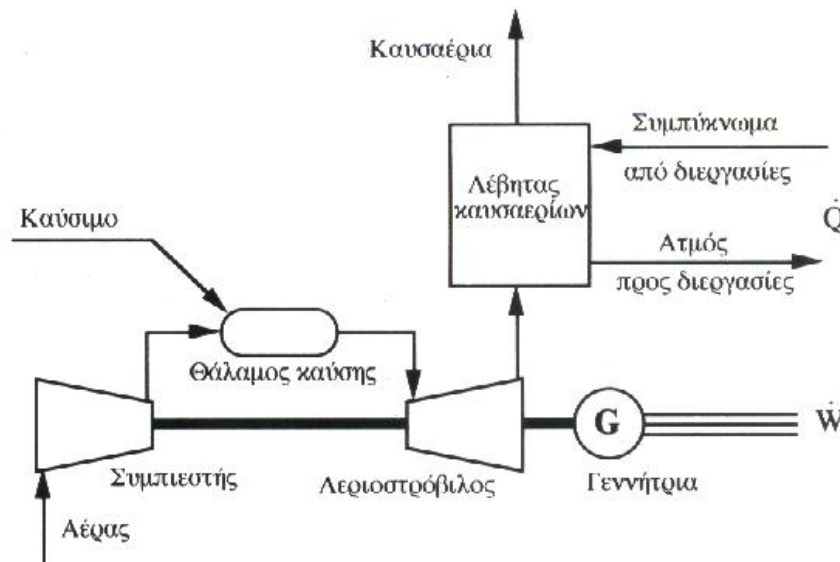 Καυσαέρια
Συμπύκνωμα
από διεργασίες
Λέβητας
καυσαερίων
Q̇
Καύσιμο
Ατμός
προς διεργασίες
Θάλαμος καύσης
G
Ẇ
Συμπιεστής
Λεριοστρόβιλος
Γεννήτρια
Αέρας